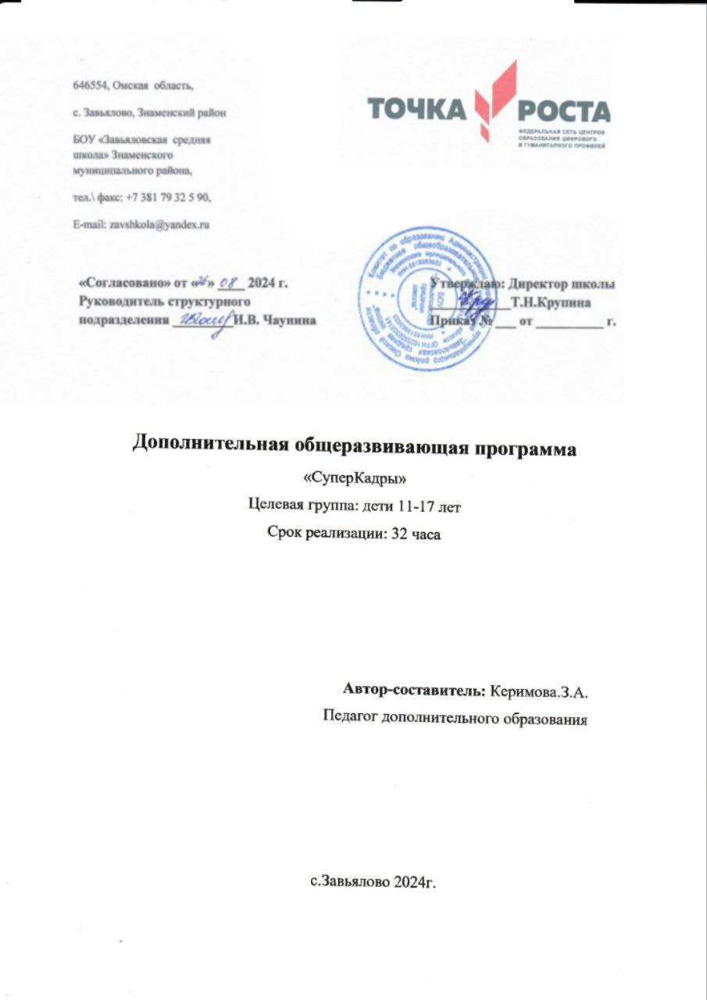 646554, Омская область,
с. Завьялово, Знаменский район
БОУ «Завьяловская средняя
школа» Знаменского
муниципального района,
тел.\ факс: +7 381 79 32 5 90,
E-mail: zavshkola@yandex.ru
ТОЧКА РОСТА
ФЕДЕРАЛЬНАЯ СЕТЬ ЦЕНТРОВ
ОБРАЗОВАНИЯ ЦИФРОВОГО
И ГУМАНИТАРНОГО ПРОФИЛЕЙ
«Согласовано» от «26» 08 2024 г.
Руководитель структурного
подразделения _________И.В. Чаунина
Утверждаю: Директор школы
____________Т.Н.Крупина
Приказ № ___ от __________ г.
Дополнительная общеразвивающая программа
«СуперКадры»
Целевая группа: дети 11-17 лет
Срок реализации: 32 часа
Автор-составитель: Керимова.З.А.
Педагог дополнительного образования
с.Завьялово 2024г.